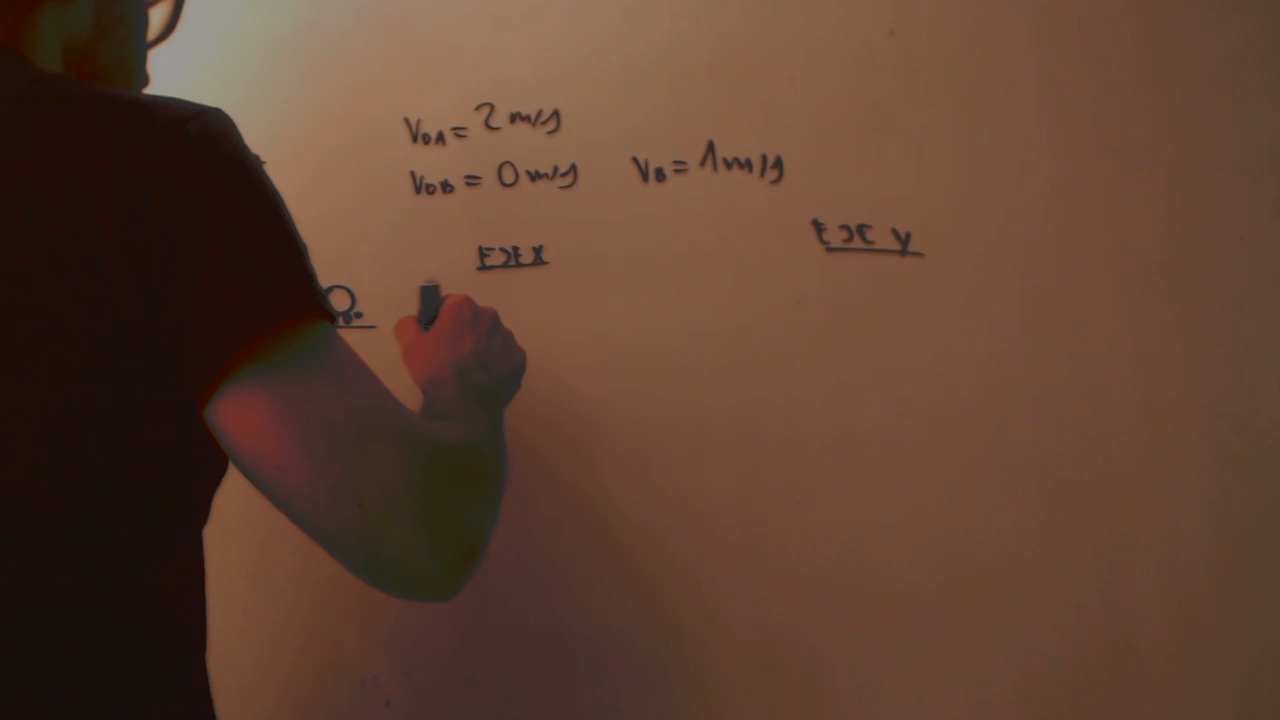 V0A = 2 m/s
V0B = 0 m/s VB = 1 m/s
EJE X
EJE Y